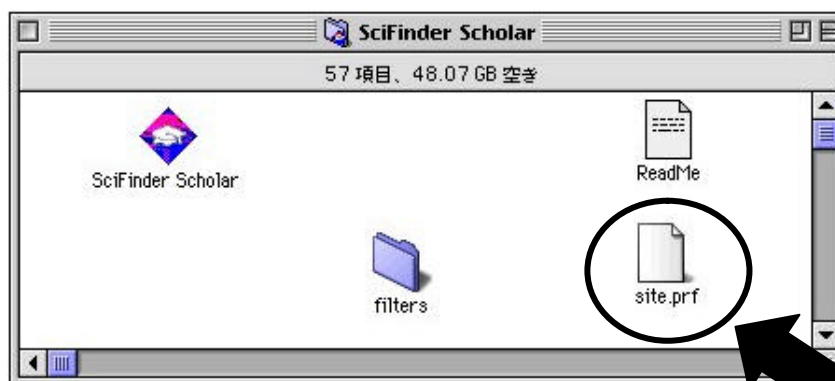 SciFinder Scholar
57 項目、48.07 GB 空き
SciFinder Scholar
ReadMe
filters
site.prf